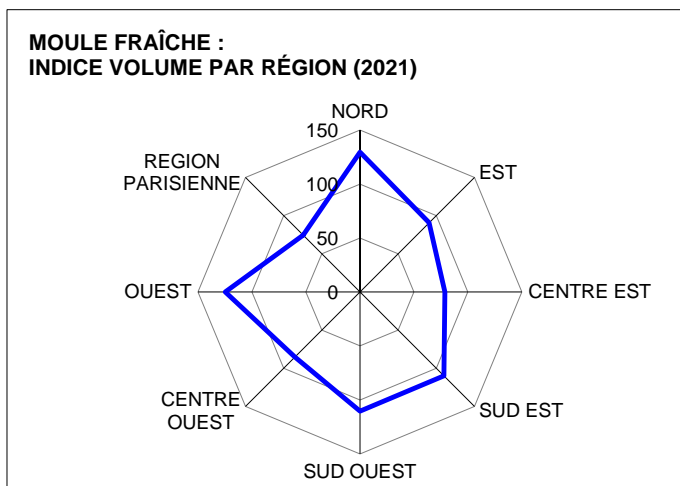 MOULE FRAÎCHE :
INDICE VOLUME PAR RÉGION (2021)
NORD
150
REGION
PARISIENNE
EST
100
50
OUEST
0
CENTRE EST
CENTRE
OUEST
SUD EST
SUD OUEST